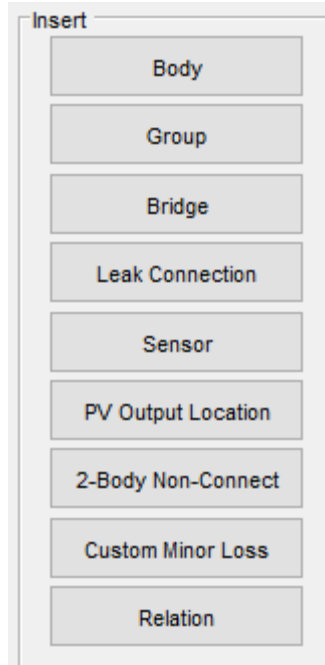 Insert
Body
Group
Bridge
Leak Connection
Sensor
PV Output Location
2-Body Non-Connect
Custom Minor Loss
Relation